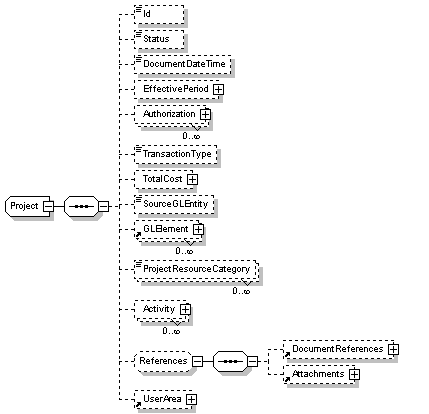 Id
Status
DocumentDateTime
EffectivePeriod
Authorization
0..∞
TransactionType
TotalCost
Project
SourceGLEntity
GLElement
0..∞
ProjectResourceCategory
0..∞
Activity
0..∞
DocumentReferences
References
Attachments
UserArea